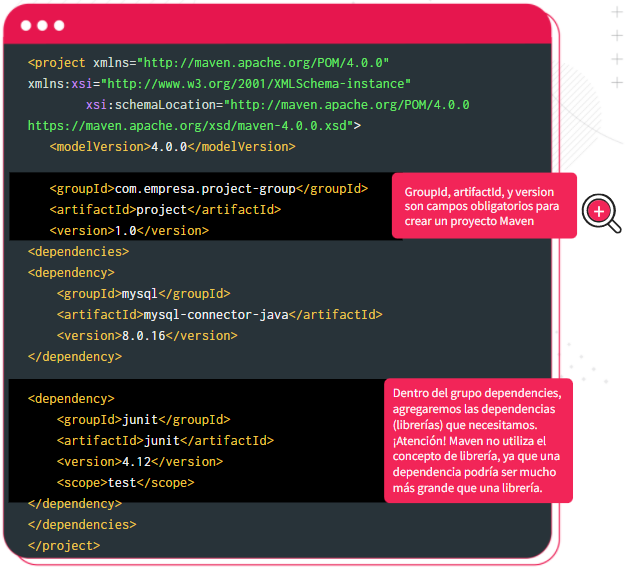 <project xmlns="http://maven.apache.org/POM/4.0.0"
xmlns:xsi="http://www.w3.org/2001/XMLSchema-instance"
xsi:schemaLocation="http://maven.apache.org/POM/4.0.0
https://maven.apache.org/xsd/maven-4.0.0.xsd">
<modelVersion>4.0.0</modelVersion>
<groupId>com.empresa.project-group</groupId>
<artifactId>project</artifactId>
<version>1.0</version>
GroupId, artifactId, y version
son campos obligatorios para
crear un proyecto Maven
<dependencies>
<dependency>
<groupId>mysql</groupId>
<artifactId>mysql-connector-java</artifactId>
<version>8.0.16</version>
</dependency>
<dependency>
<groupId>junit</groupId>
<artifactId>junit</artifactId>
<version>4.12</version>
<scope>test</scope>
Dentro del grupo dependencies,
agregaremos las dependencias
(librerías) que necesitamos.
¡Atención! Maven no utiliza el
concepto de librería, ya que una
dependencia podría ser mucho
más grande que una librería.
</dependency>
</dependencies>
</project>